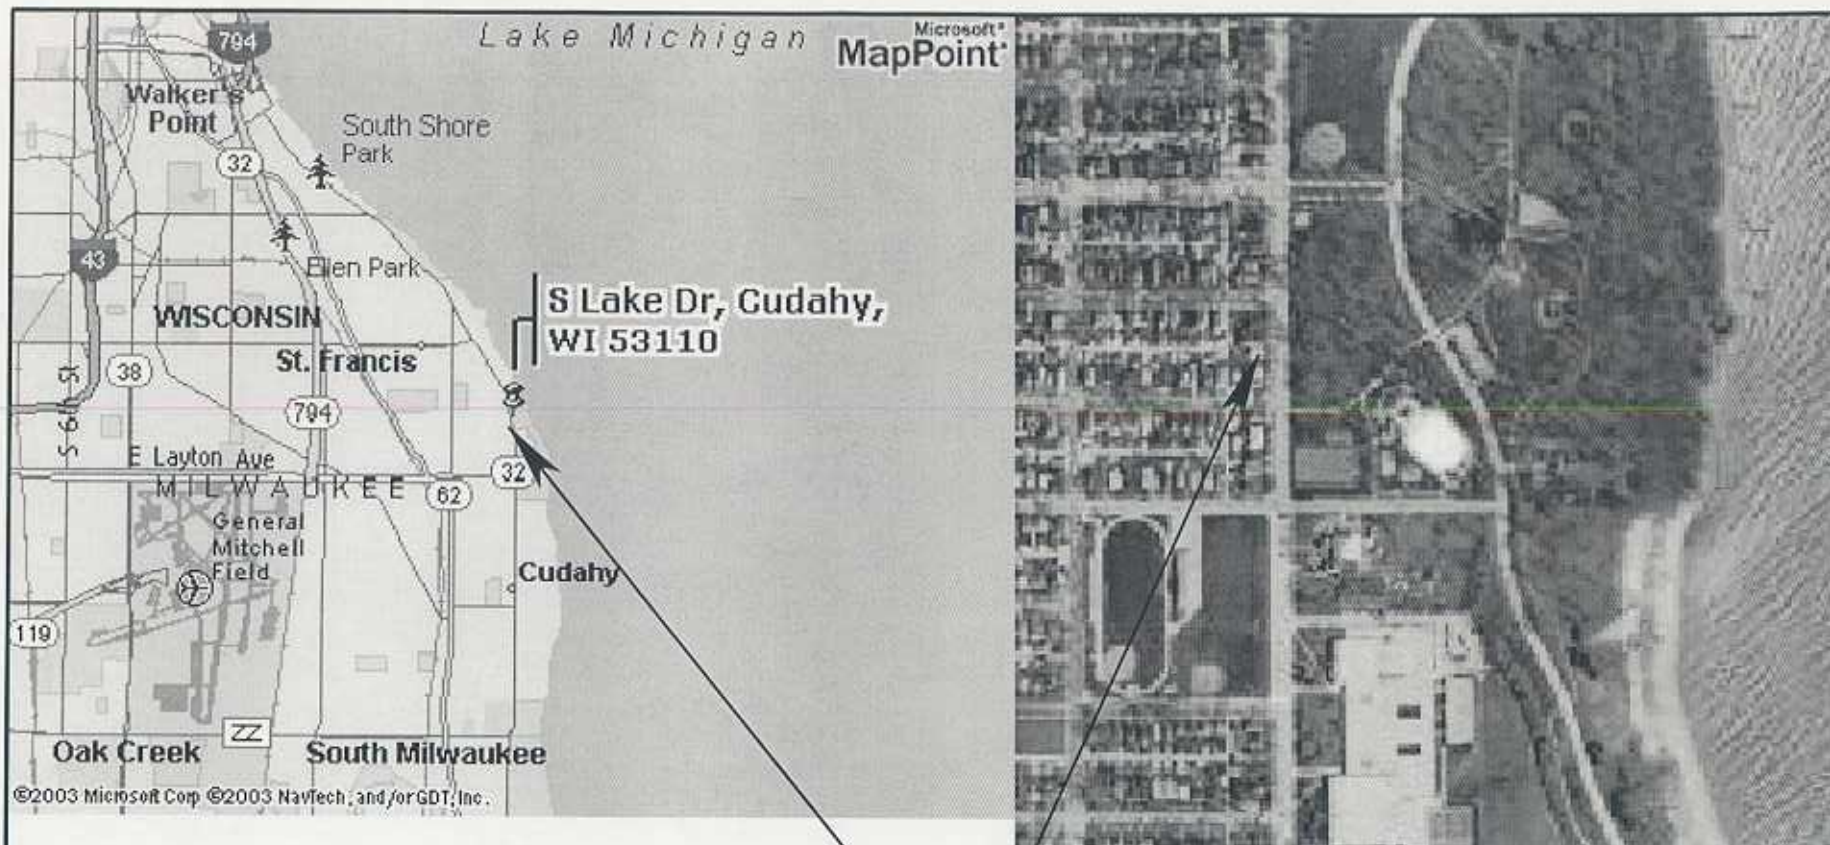 Lake Michigan
Microsoft®
MapPoint®
794
Walker's
Point
South Shore
Park
32
43
Ellen Park
WISCONSIN
S Lake Dr, Cudahy,
WI 53110
St. Francis
38
794
S 6th St
E Layton Ave
MILWAUKEE
32
62
General
Mitchell
Field
Cudahy
119
ZZ
Oak Creek
South Milwaukee
©2003 Microsoft Corp ©2003 NavTech, and/or GDT, Inc.